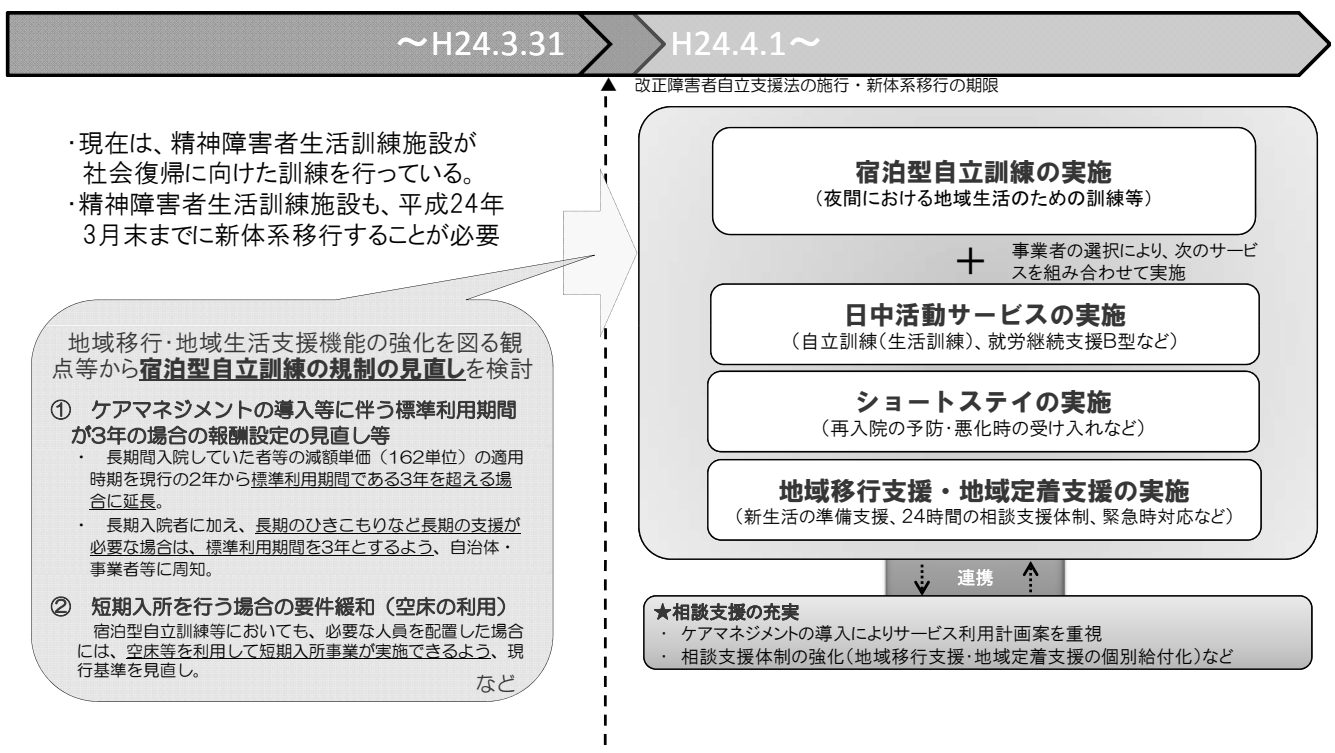 ～H24.3.31
H24.4.1～
改正障害者自立支援法の施行・新体系移行の期限
・現在は、精神障害者生活訓練施設が
社会復帰に向けた訓練を行っている。
・精神障害者生活訓練施設も、平成24年
3月末までに新体系移行することが必要
地域移行・地域生活支援機能の強化を図る観
点等から宿泊型自立訓練の規制の見直しを検討
① ケアマネジメントの導入等に伴う標準利用期間
が3年の場合の報酬設定の見直し等
・ 長期間入院していた者等の減額単価（162単位）の適用
時期を現行の2年から標準利用期間である3年を超える場
合に延長。
・ 長期入院者に加え、長期のひきこもりなど長期の支援が
必要な場合は、標準利用期間を3年とするよう、自治体・
事業者等に周知。
② 短期入所を行う場合の要件緩和（空床の利用）
宿泊型自立訓練等においても、必要な人員を配置した場合
には、空床等を利用して短期入所事業が実施できるよう、現
行基準を見直し。
など
宿泊型自立訓練の実施
（夜間における地域生活のための訓練等）
＋
事業者の選択により、次のサービ
スを組み合わせて実施
日中活動サービスの実施
（自立訓練（生活訓練）、就労継続支援B型など）
ショートステイの実施
（再入院の予防・悪化時の受け入れなど）
地域移行支援・地域定着支援の実施
（新生活の準備支援、24時間の相談支援体制、緊急時対応など）
連携
★相談支援の充実
・ ケアマネジメントの導入によりサービス利用計画案を重視
・ 相談支援体制の強化（地域移行支援・地域定着支援の個別給付化）など